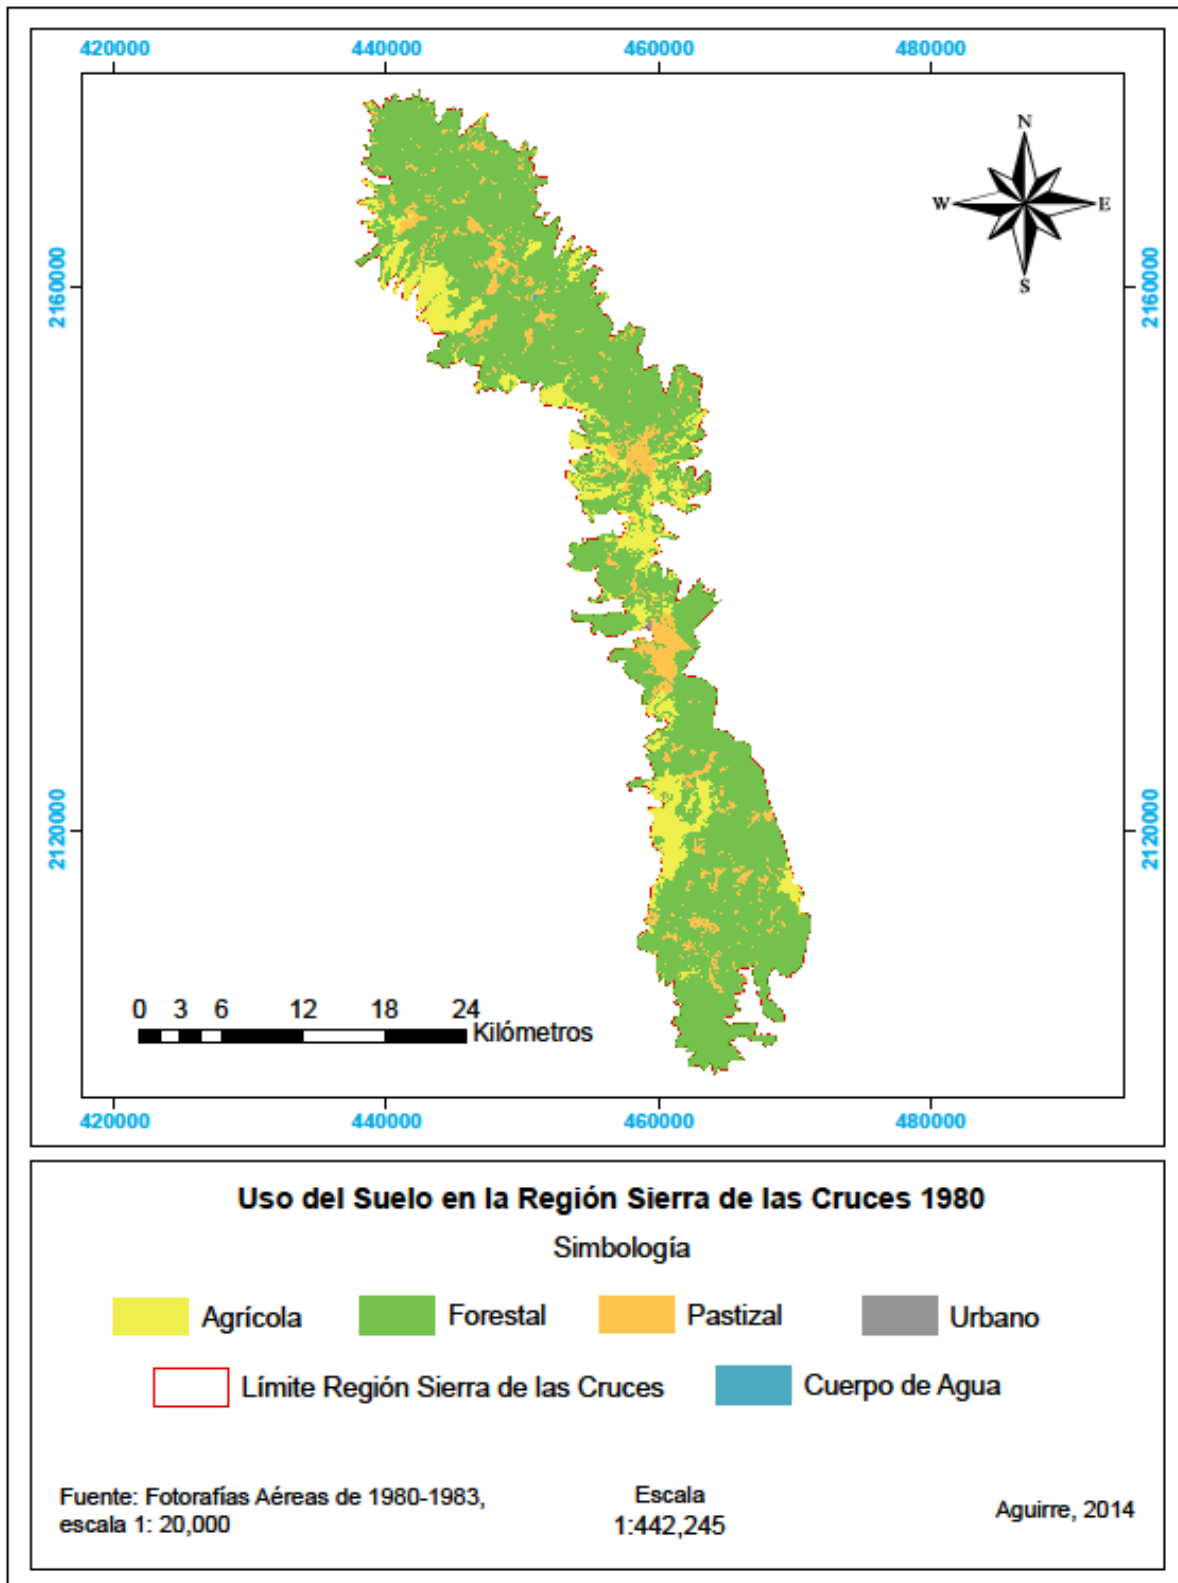 420000 440000 460000 480000
N
W E
S
2160000 2160000
2120000 2120000
0 3 6 12 18 24
Kilómetros
420000 440000 460000 480000
Uso del Suelo en la Región Sierra de las Cruces 1980
Simbología
Agrícola Forestal Pastizal Urbano
Límite Región Sierra de las Cruces Cuerpo de Agua
Fuente: Fotorafías Aéreas de 1980-1983,
escala 1: 20,000
Escala
1:442,245
Aguirre, 2014